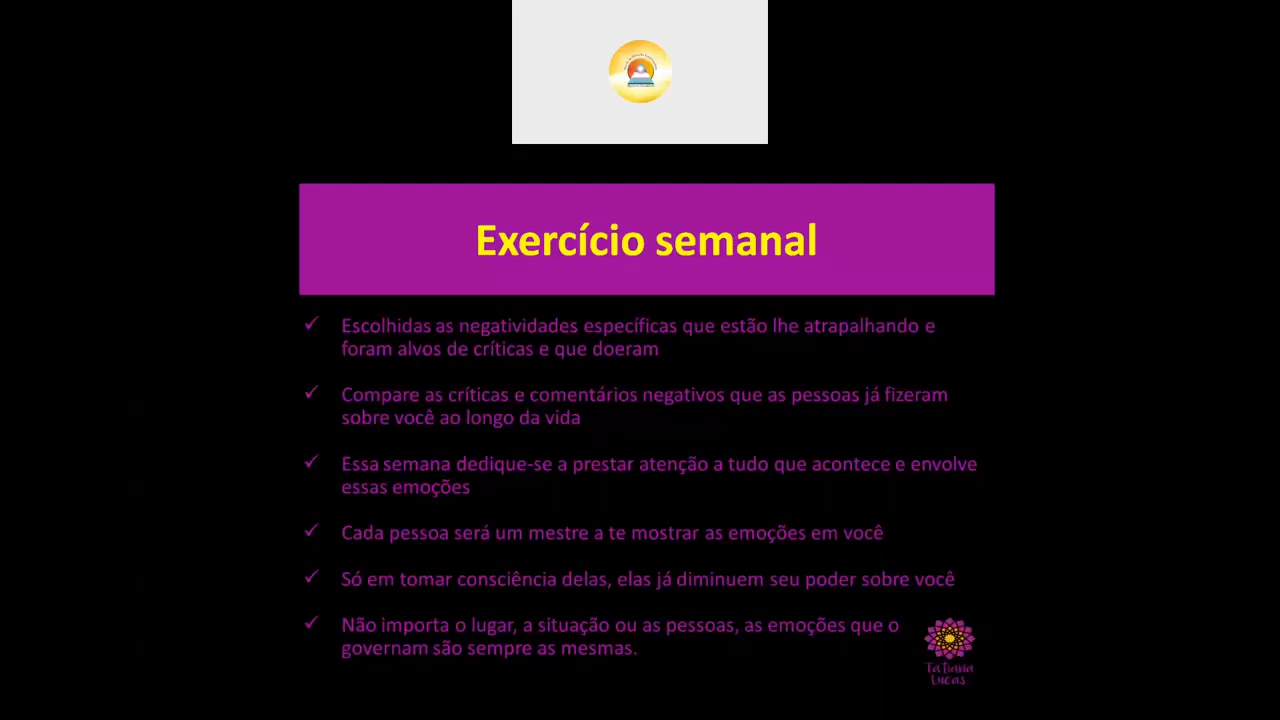 Exercício semanal
Escolhidas as negatividades específicas que estão lhe atrapalhando e
foram alvos de críticas e que doeram
Compare as críticas e comentários negativos que as pessoas já fizeram
sobre você ao longo da vida
Essa semana dedique-se a prestar atenção a tudo que acontece e envolve
essas emoções
Cada pessoa será um mestre a te mostrar as emoções em você
Só em tomar consciência delas, elas já diminuem seu poder sobre você
Não importa o lugar, a situação ou as pessoas, as emoções que o
governam são sempre as mesmas.
Tatiana
Lucas